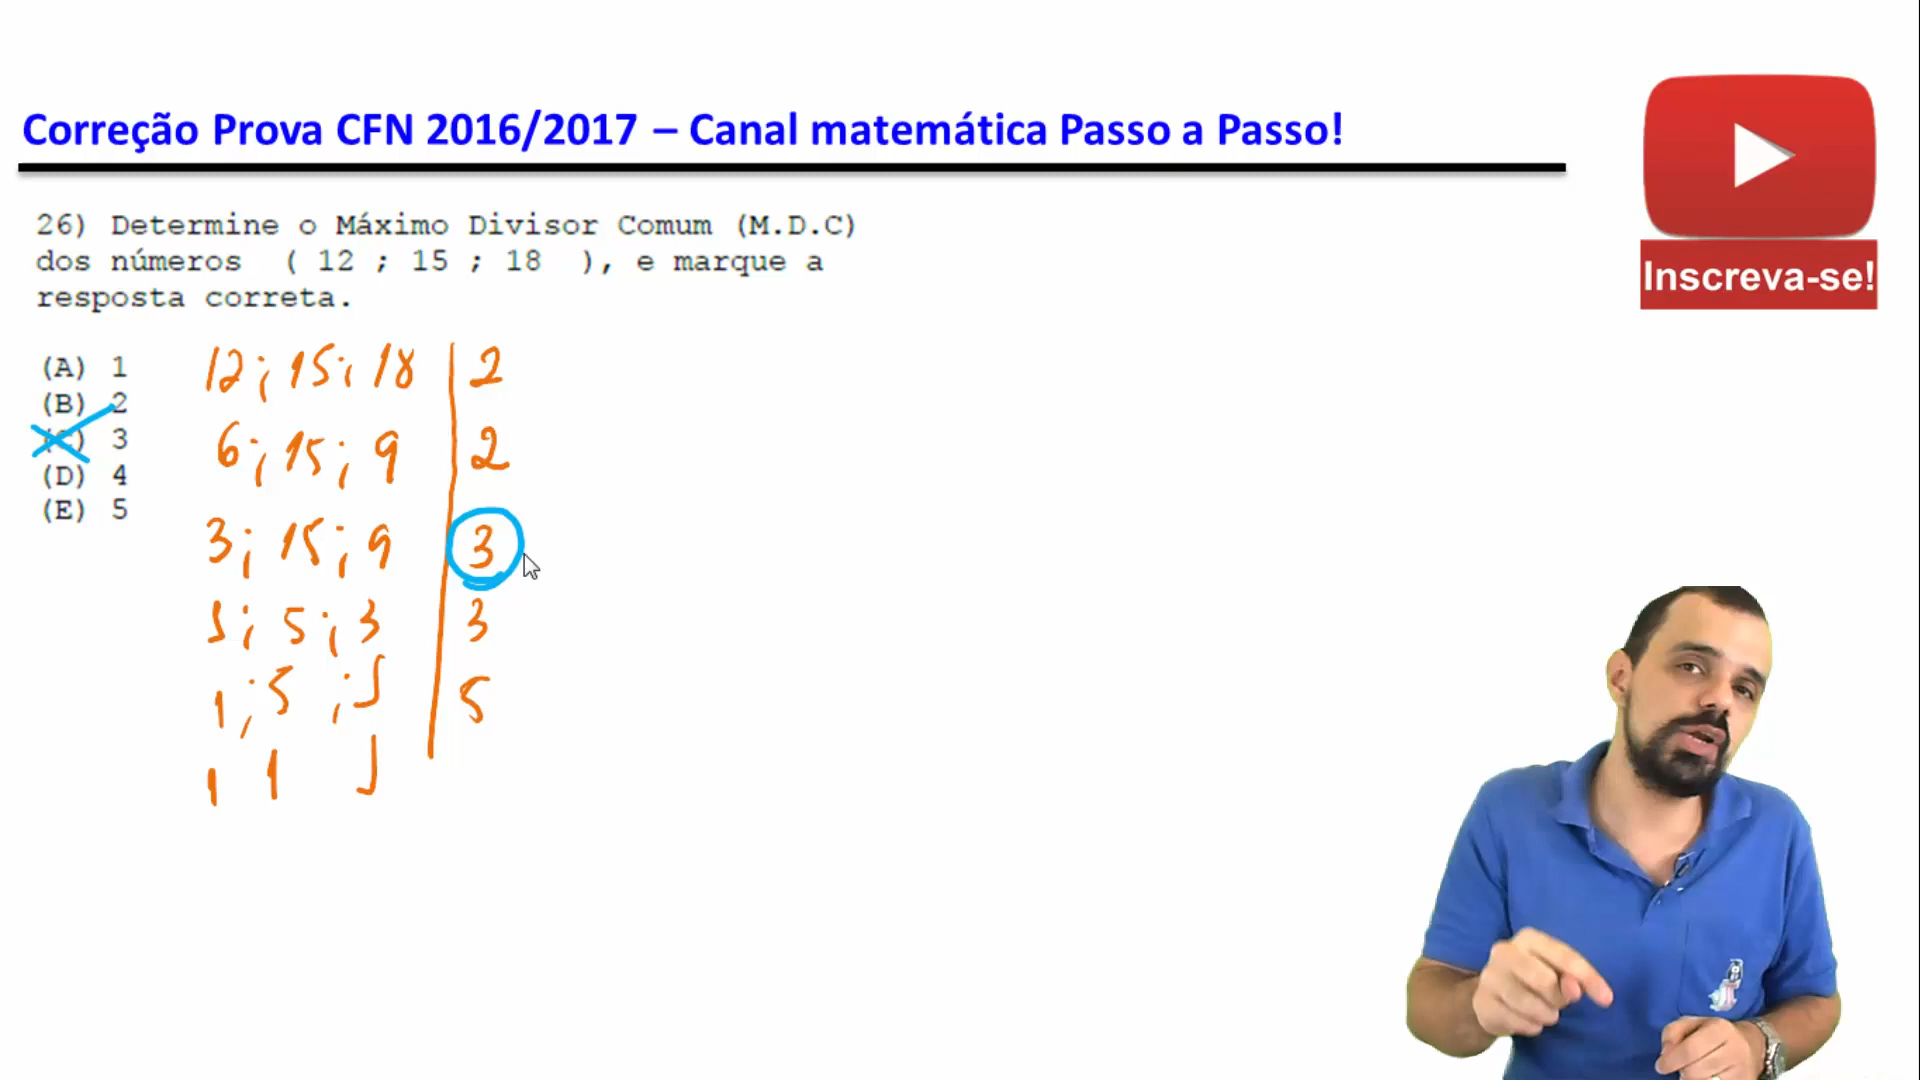 Correção Prova CFN 2016/2017 – Canal matemática Passo a Passo!
Inscreva-se!
26) Determine o Máximo Divisor Comum (M.D.C)
dos números ( 12 ; 15 ; 18 ), e marque a
resposta correta.
(A) 1
(B) 2
(C) 3
(D) 4
(E) 5
12 ; 15 ; 18 | 2
6 ; 15 ; 9 | 2
3 ; 15 ; 9 | 3
1 ; 5 ; 3 | 3
1 ; 5 ; 1 | 5
1 1 1